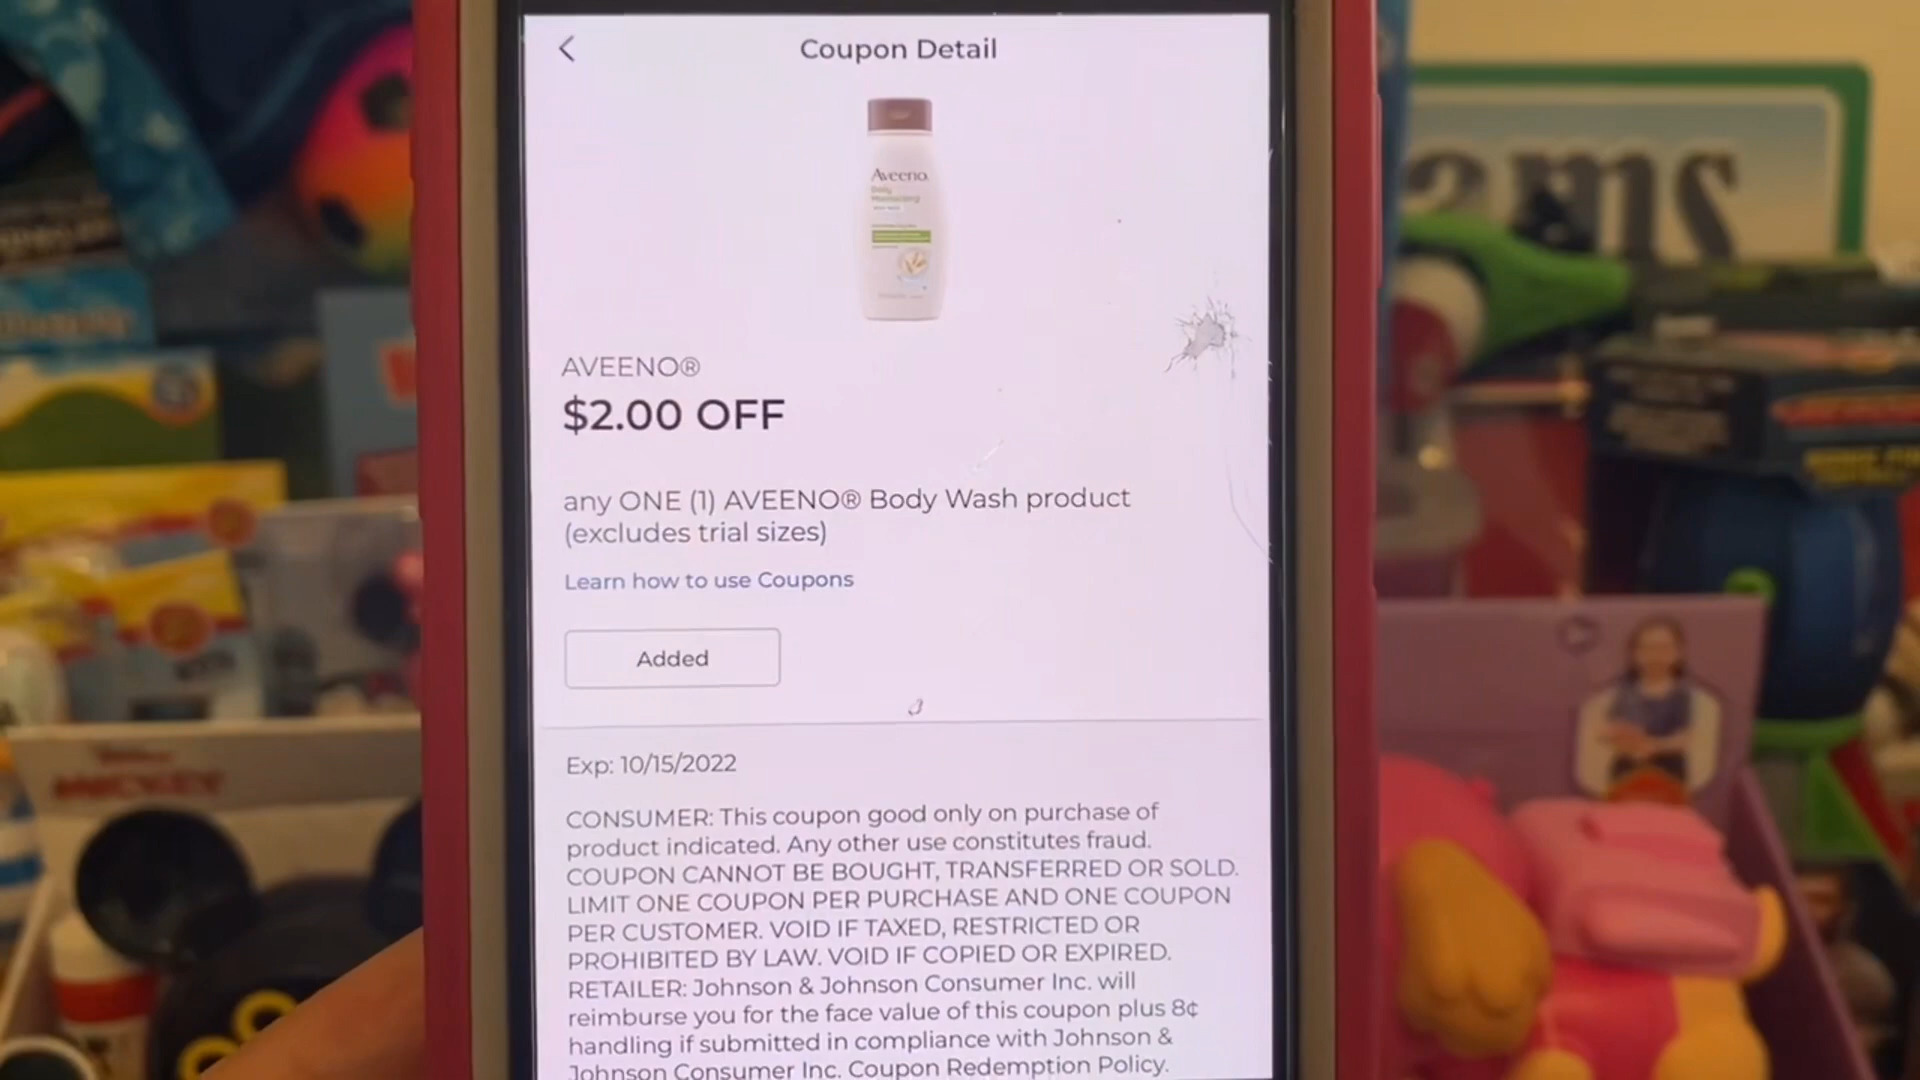 Coupon Detail
Aveeno
AVEENO®
$2.00 OFF
any ONE (1) AVEENO® Body Wash product
(excludes trial sizes)
Learn how to use Coupons
Added
Exp: 10/15/2022
CONSUMER: This coupon good only on purchase of
product indicated. Any other use constitutes fraud.
COUPON CANNOT BE BOUGHT, TRANSFERRED OR SOLD.
LIMIT ONE COUPON PER PURCHASE AND ONE COUPON
PER CUSTOMER. VOID IF TAXED, RESTRICTED OR
PROHIBITED BY LAW. VOID IF COPIED OR EXPIRED.
RETAILER: Johnson & Johnson Consumer Inc. will
reimburse you for the face value of this coupon plus 8¢
handling if submitted in compliance with Johnson &
Johnson Consumer Inc. Coupon Redemption Policy.
ams
MICKEY